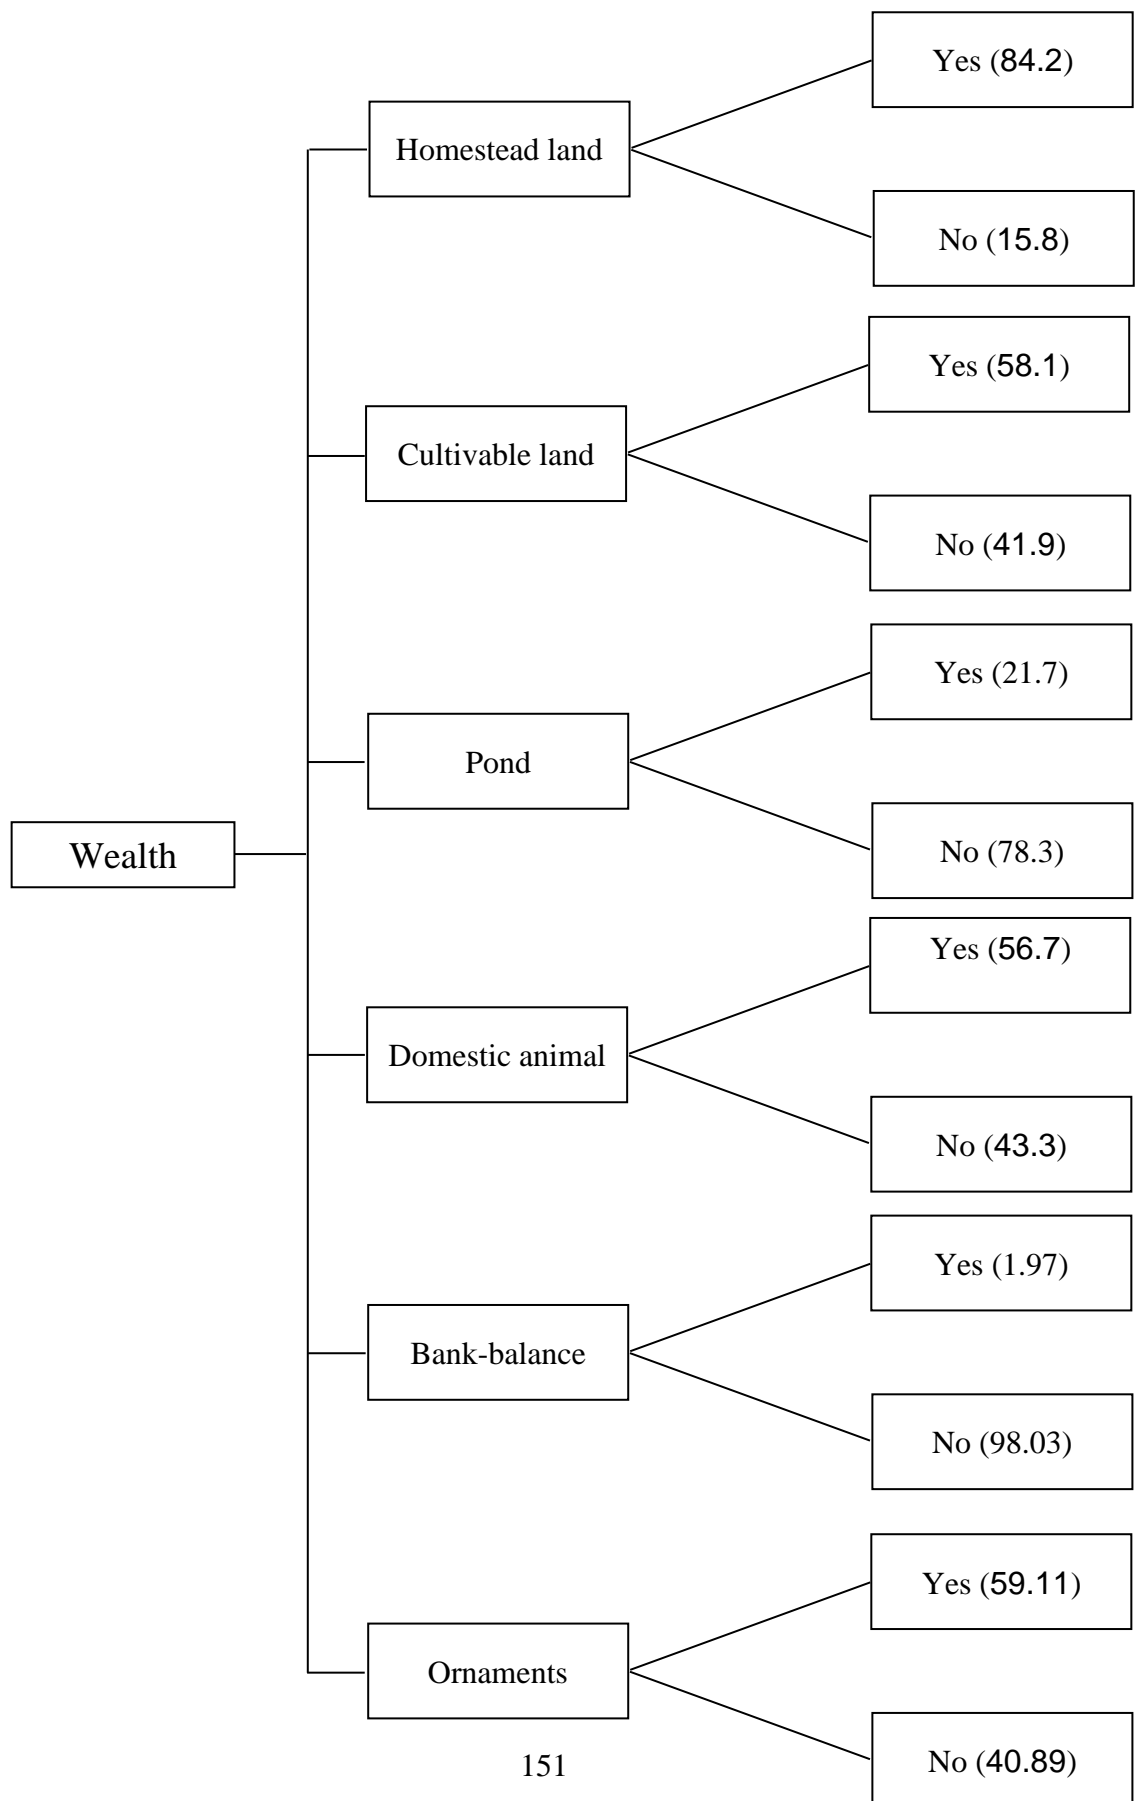 Yes (84.2)
Homestead land
No (15.8)
Yes (58.1)
Cultivable land
No (41.9)
Yes (21.7)
Pond
No (78.3)
Wealth
Yes (56.7)
Domestic animal
No (43.3)
Yes (1.97)
Bank-balance
No (98.03)
Yes (59.11)
Ornaments
No (40.89)
151